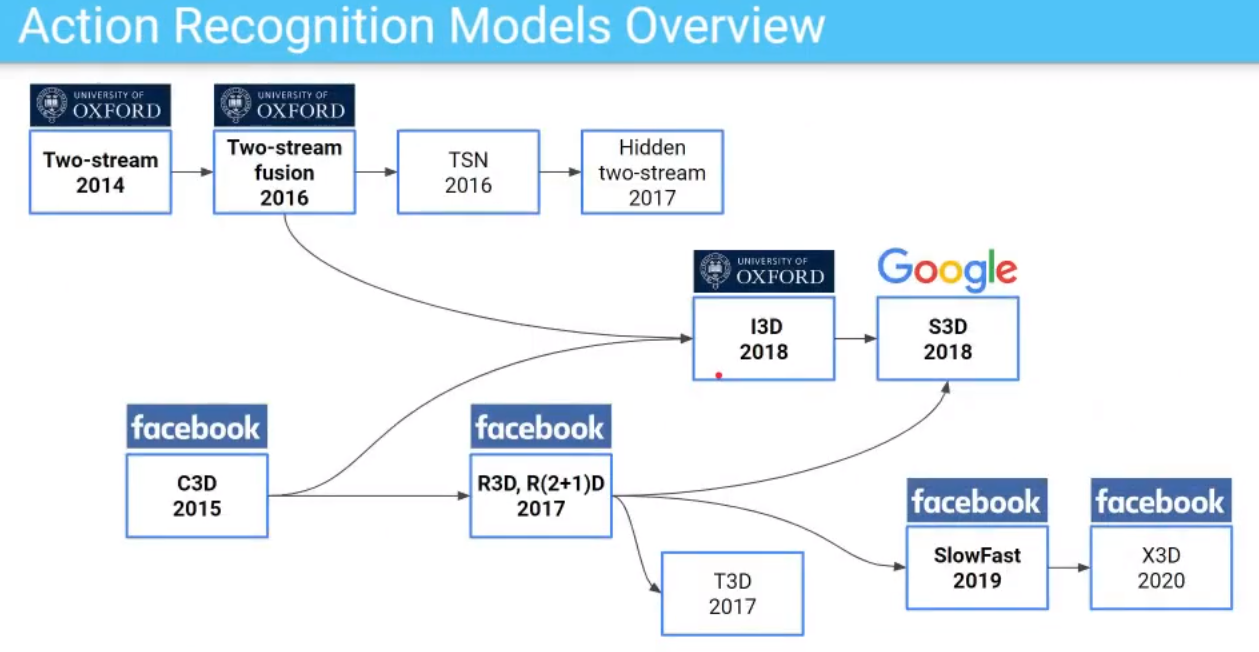 Action Recognition Models Overview
UNIVERSITY OF
OXFORD
UNIVERSITY OF
OXFORD
Two-stream
2014
Two-stream
fusion
2016
TSN
2016
Hidden
two-stream
2017
UNIVERSITY OF
OXFORD
Google
I3D
2018
S3D
2018
facebook
facebook
C3D
2015
R3D, R(2+1)D
2017
facebook
facebook
SlowFast
2019
X3D
2020
T3D
2017